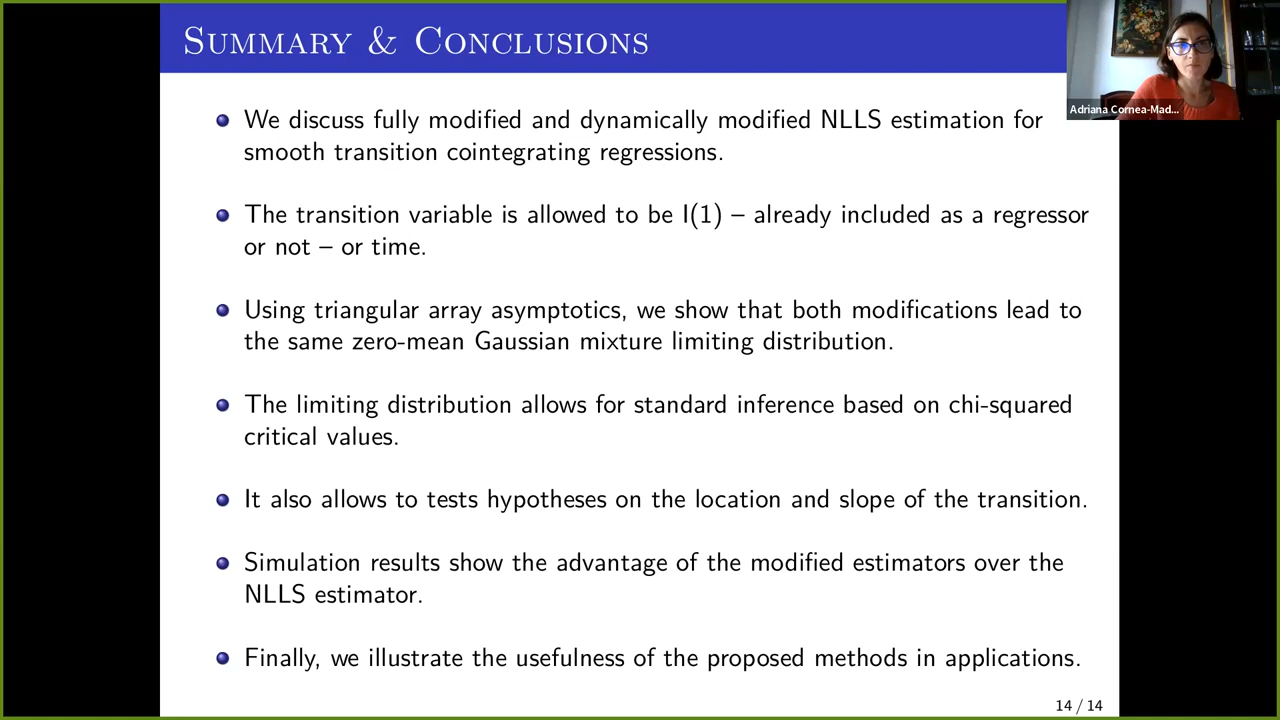 Summary & Conclusions
Adriana Cornea-Mad...
We discuss fully modified and dynamically modified NLLS estimation for
smooth transition cointegrating regressions.
The transition variable is allowed to be I(1) – already included as a regressor
or not – or time.
Using triangular array asymptotics, we show that both modifications lead to
the same zero-mean Gaussian mixture limiting distribution.
The limiting distribution allows for standard inference based on chi-squared
critical values.
It also allows to tests hypotheses on the location and slope of the transition.
Simulation results show the advantage of the modified estimators over the
NLLS estimator.
Finally, we illustrate the usefulness of the proposed methods in applications.
14 / 14